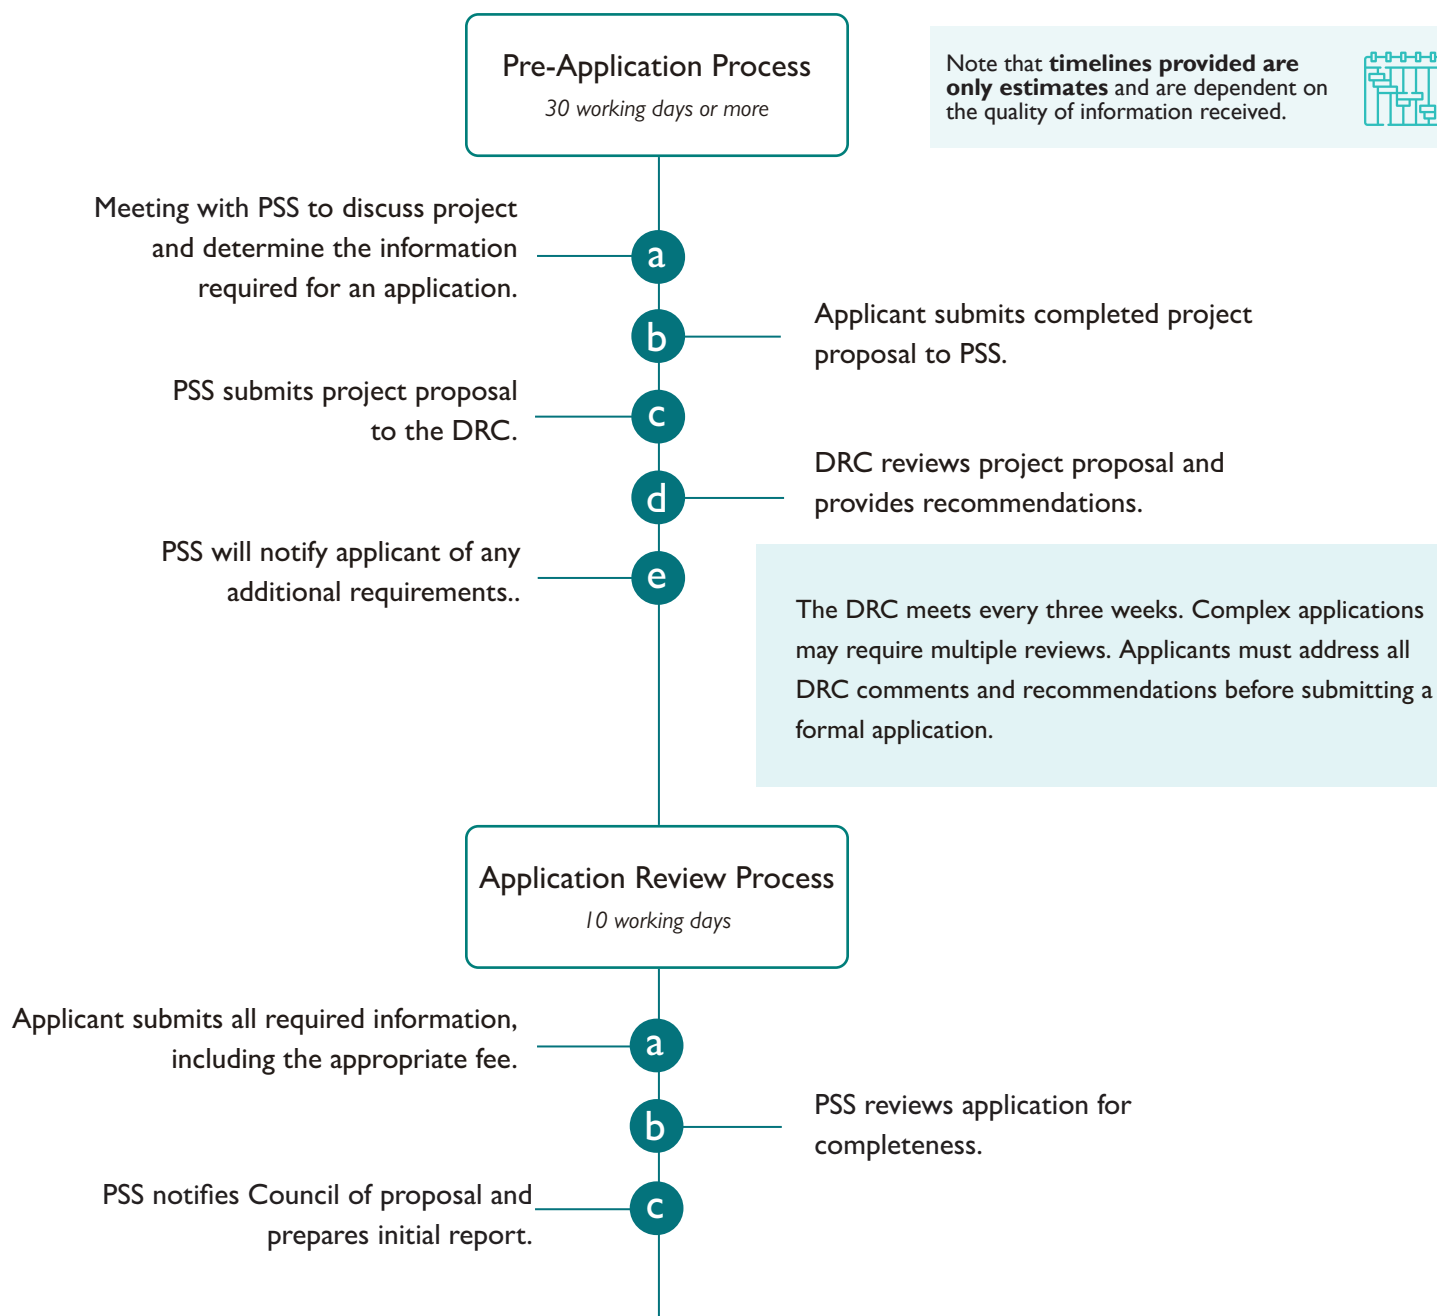 Pre-Application Process
30 working days or more
Note that timelines provided are
only estimates and are dependent on
the quality of information received.
Meeting with PSS to discuss project
and determine the information
required for an application.
a
b
Applicant submits completed project
proposal to PSS.
PSS submits project proposal
to the DRC.
c
d
DRC reviews project proposal and
provides recommendations.
PSS will notify applicant of any
additional requirements..
e
The DRC meets every three weeks. Complex applications
may require multiple reviews. Applicants must address all
DRC comments and recommendations before submitting a
formal application.
Application Review Process
10 working days
Applicant submits all required information,
including the appropriate fee.
a
b
PSS reviews application for
completeness.
PSS notifies Council of proposal and
prepares initial report.
c